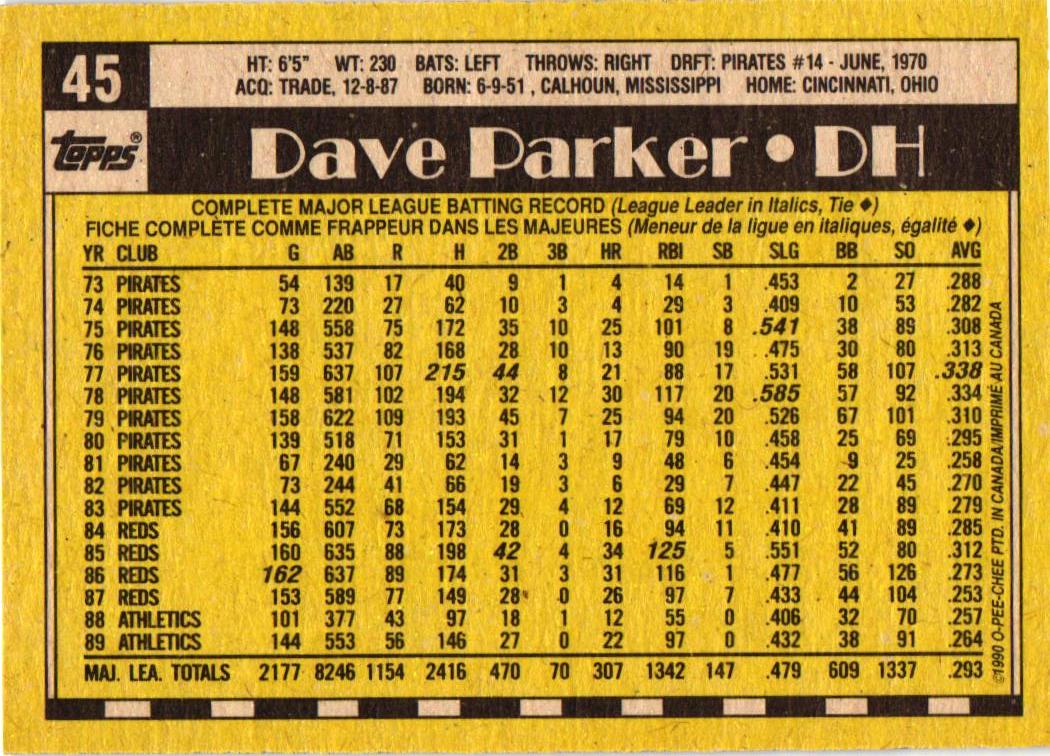 45
HT: 6'5" WT: 230 BATS: LEFT THROWS: RIGHT DRFT: PIRATES #14 - JUNE, 1970
ACQ: TRADE, 12-8-87 BORN: 6-9-51 , CALHOUN, MISSISSIPPI HOME: CINCINNATI, OHIO
topps®
Dave Parker • DH
COMPLETE MAJOR LEAGUE BATTING RECORD (League Leader in Italics, Tie ◆)
FICHE COMPLÈTE COMME FRAPPEUR DANS LES MAJEURES (Meneur de la ligue en italiques, égalité ◆)
YR CLUB G AB R H 2B 3B HR RBI SB SLG BB SO AVG
73 PIRATES 54 139 17 40 9 1 4 14 1 .453 2 27 .288
74 PIRATES 73 220 27 62 10 3 4 29 3 .409 10 53 .282
75 PIRATES 148 558 75 172 35 10 25 101 8 .541 38 89 .308
76 PIRATES 138 537 82 168 28 10 13 90 19 .475 30 80 .313
77 PIRATES 159 637 107 215 44 8 21 88 17 .531 58 107 .338
78 PIRATES 148 581 102 194 32 12 30 117 20 .585 57 92 .334
79 PIRATES 158 622 109 193 45 7 25 94 20 .526 67 101 .310
80 PIRATES 139 518 71 153 31 1 17 79 10 .458 25 69 .295
81 PIRATES 67 240 29 62 14 3 9 48 6 .454 9 25 .258
82 PIRATES 73 244 41 66 19 3 6 29 7 .447 22 45 .270
83 PIRATES 144 552 68 154 29 4 12 69 12 .411 28 89 .279
84 REDS 156 607 73 173 28 0 16 94 11 .410 41 89 .285
85 REDS 160 635 88 198 42 4 34 125 5 .551 52 80 .312
86 REDS 162 637 89 174 31 3 31 116 1 .477 56 126 .273
87 REDS 153 589 77 149 28 0 26 97 7 .433 44 104 .253
88 ATHLETICS 101 377 43 97 18 1 12 55 0 .406 32 70 .257
89 ATHLETICS 144 553 56 146 27 0 22 97 0 .432 38 91 .264
MAJ. LEA. TOTALS 2177 8246 1154 2416 470 70 307 1342 147 .479 609 1337 .293
©1990 O-PEE-CHEE PTD. IN CANADA/IMPRIMÉ AU CANADA